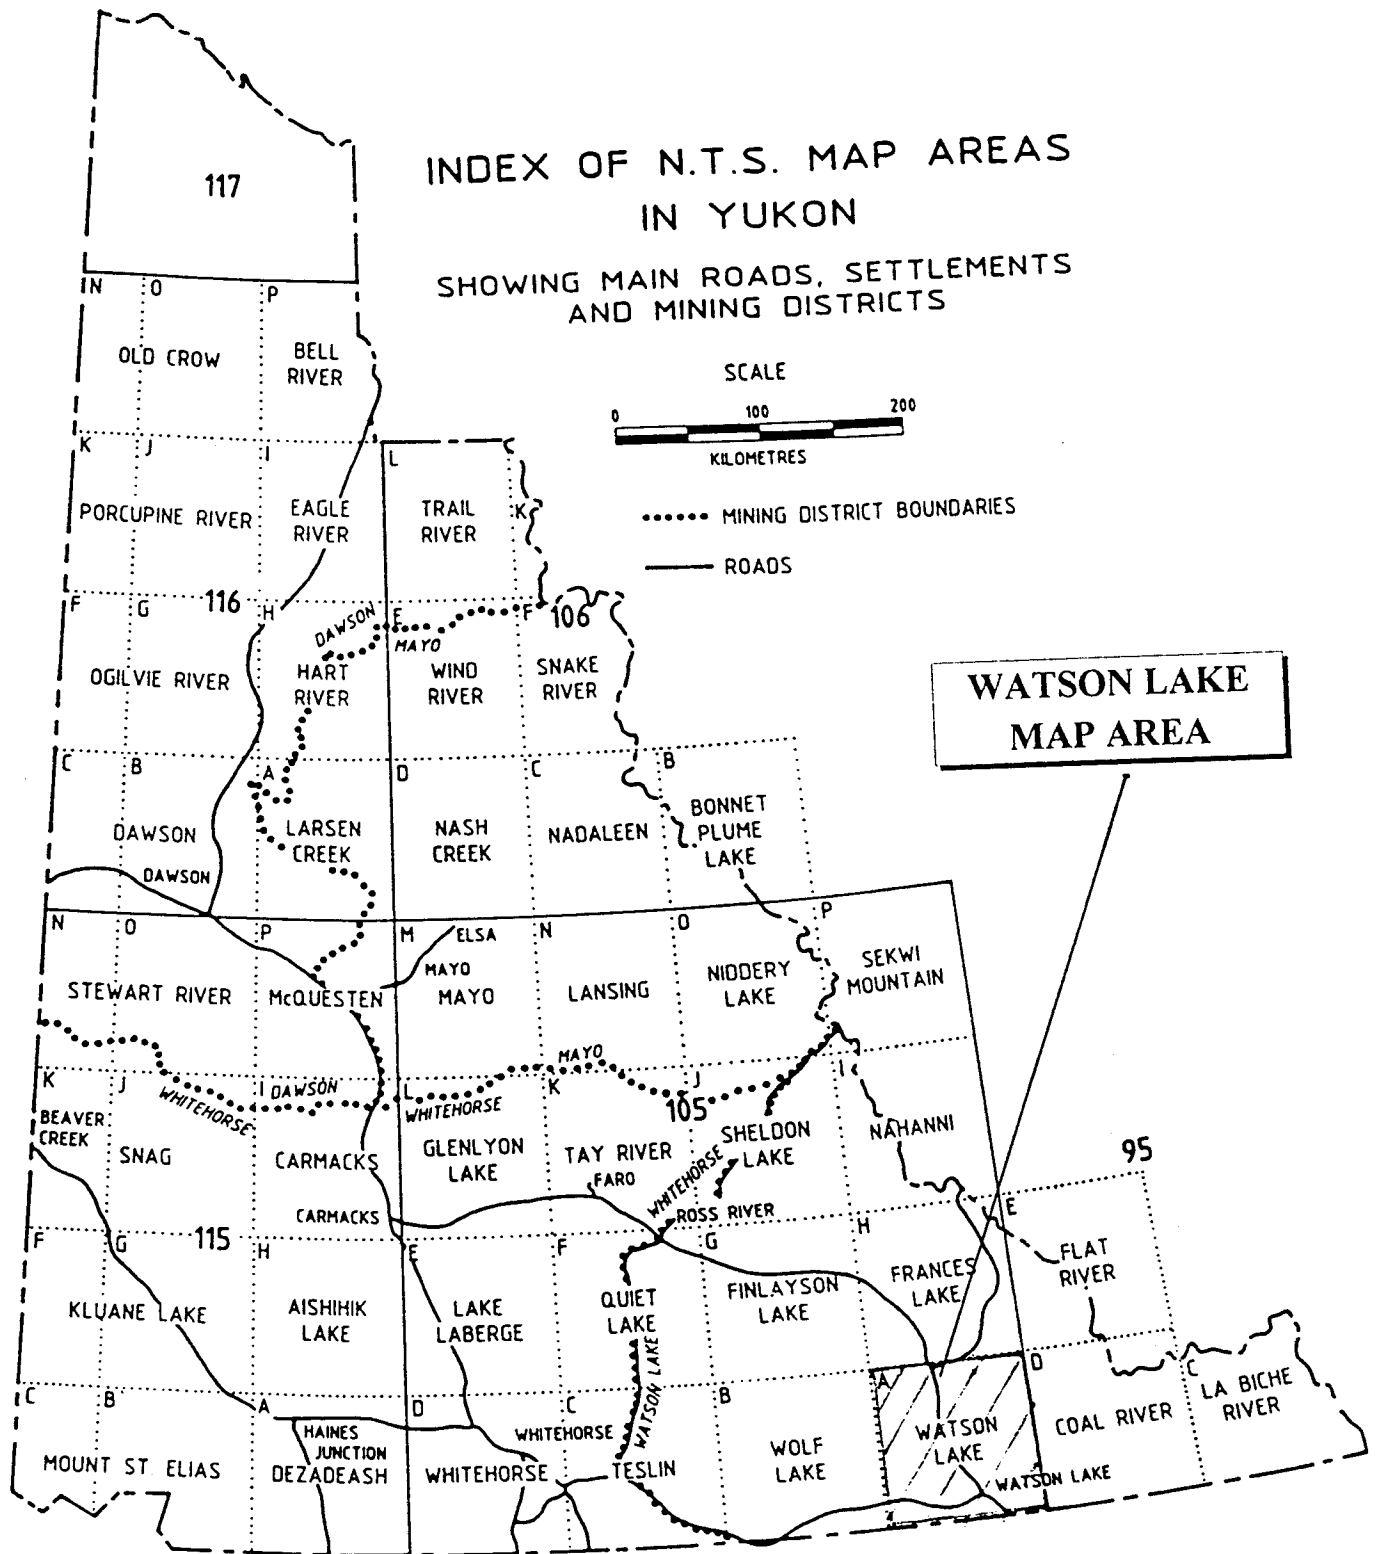 INDEX OF N.T.S. MAP AREAS
IN YUKON
SHOWING MAIN ROADS, SETTLEMENTS
AND MINING DISTRICTS
SCALE
0 100 200
KILOMETRES
MINING DISTRICT BOUNDARIES
ROADS
WATSON LAKE
MAP AREA
117
N O P
OLD CROW
BELL
RIVER
K J I L K
PORCUPINE RIVER
EAGLE
RIVER
TRAIL
RIVER
F G 116 H E F 106
DAWSON
MAYO
OGILVIE RIVER
HART
RIVER
WIND
RIVER
SNAKE
RIVER
C B A D C B
DAWSON
DAWSON
LARSEN
CREEK
NASH
CREEK
NADALEEN
BONNET
PLUME
LAKE
N O P M N O P
ELSA
MAYO
STEWART RIVER
McQUESTEN
MAYO
LANSING
NIDDERY
LAKE
SEKWI
MOUNTAIN
K J I L K J I
WHITEHORSE
DAWSON
WHITEHORSE
MAYO
105
BEAVER
CREEK
SNAG
CARMACKS
GLENLYON
LAKE
TAY RIVER
FARO
WHITEHORSE
SHELDON
LAKE
NAHANNI
95
CARMACKS
ROSS RIVER
F G 115 H E F G H E
KLUANE LAKE
AISHIHIK
LAKE
LAKE
LABERGE
QUIET
LAKE
WATSON LAKE
FINLAYSON
LAKE
FRANCES
LAKE
FLAT
RIVER
C B A D C B A D C
HAINES
JUNCTION
WHITEHORSE
MOUNT ST. ELIAS
DEZADEASH
WHITEHORSE
TESLIN
WOLF
LAKE
WATSON
LAKE
WATSON LAKE
COAL RIVER
LA BICHE
RIVER